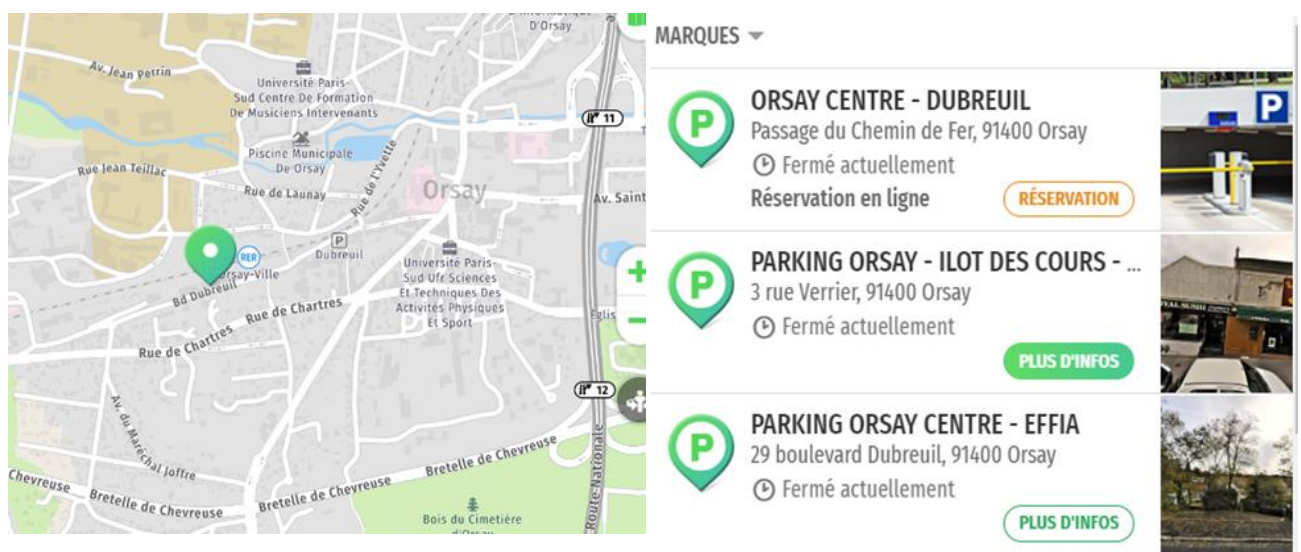 D'Orsay
Av. Jean Perrin
Université Paris-
Sud Centre De Formation
De Musiciens Intervenants
11
Piscine Municipale
De Orsay
Rue Jean Teillac
Rue de l'Yvette
Rue de Launay
Orsay
Av. Saint
P
Dubreuil
RER
Orsay-Ville
Bd Dubreuil
Université Paris-
Sud Ufr Sciences
Et Techniques Des
Activités Physiques
Et Sport
Eglis
Rue de Chartres
Rue de Chartres
12
Av. du Maréchal Joffre
Bretelle de Chevreuse
Chevreuse
Bretelle de Chevreuse
Bretelle de Chevreuse
Route Nationale
Bois du Cimetière
d'Orsay
MARQUES
P
ORSAY CENTRE - DUBREUIL
Passage du Chemin de Fer, 91400 Orsay
Fermé actuellement
Réservation en ligne
RÉSERVATION
P
P
PARKING ORSAY - ILOT DES COURS - ...
3 rue Verrier, 91400 Orsay
Fermé actuellement
PLUS D'INFOS
P
PARKING ORSAY CENTRE - EFFIA
29 boulevard Dubreuil, 91400 Orsay
Fermé actuellement
PLUS D'INFOS